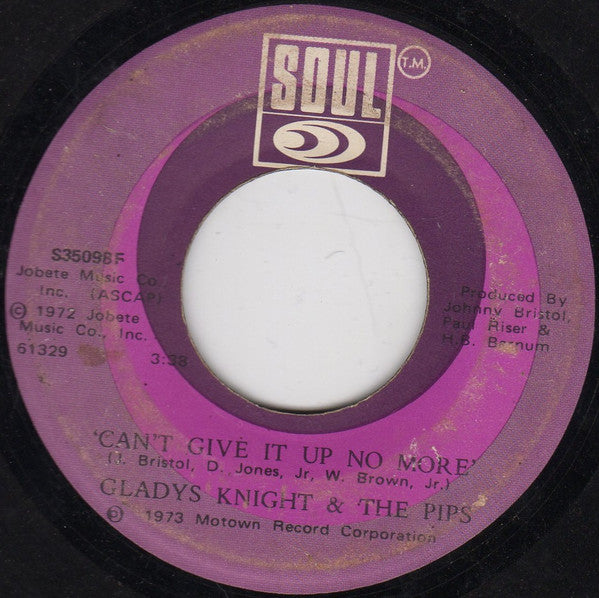 SOUL
T.M.
S35098F
Jobete Music Co.
Inc. (ASCAP)
© 1972 Jobete
Music Co., Inc.
61329
3:38
Produced By
Johnny Bristol,
Paul Riser &
H.B. Barnum
'CAN'T GIVE IT UP NO MORE'
(J. Bristol, D. Jones, Jr, W. Brown, Jr.)
GLADYS KNIGHT & THE PIPS
℗ 1973 Motown Record Corporation